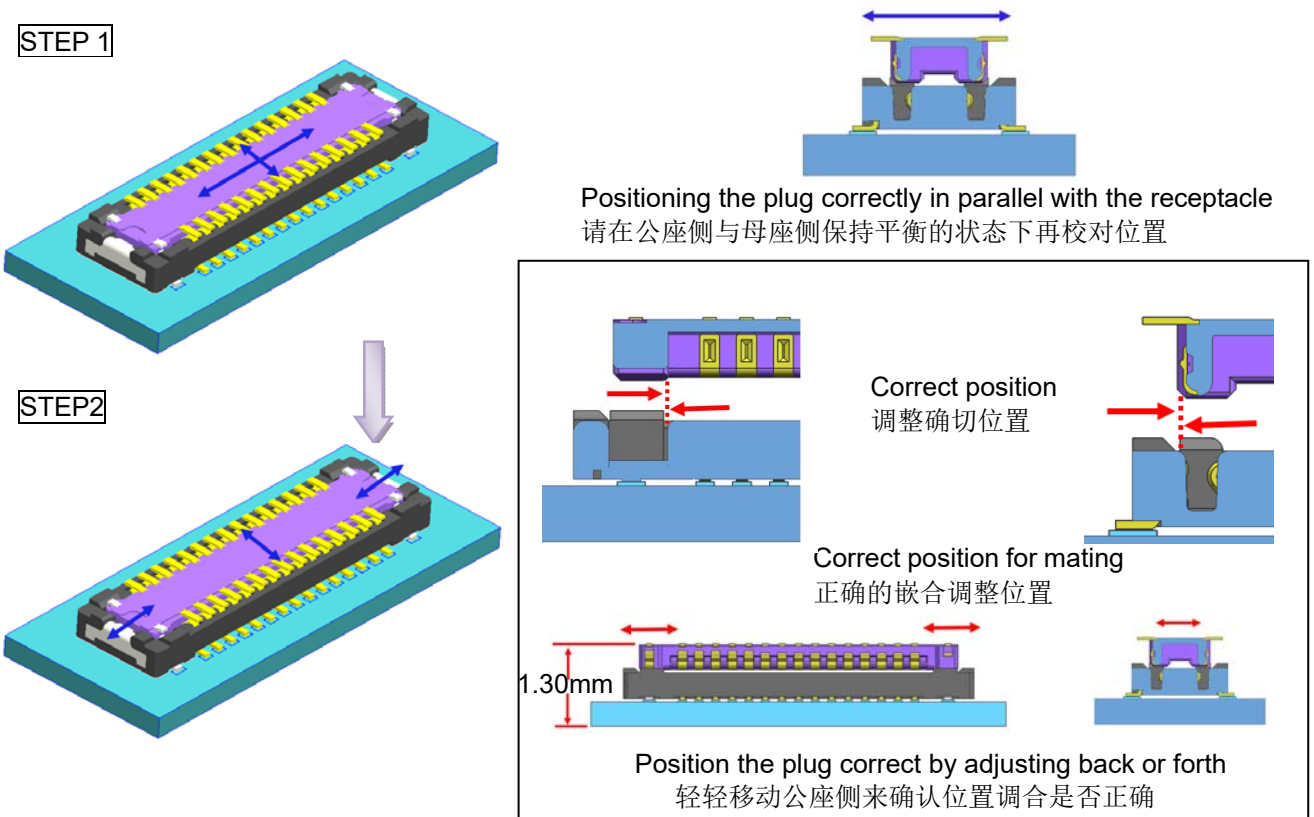 STEP 1
Positioning the plug correctly in parallel with the receptacle
请在公座侧与母座侧保持平衡的状态下再校对位置
STEP2
Correct position
调整确切位置
Correct position for mating
正确的嵌合调整位置
1.30mm
Position the plug correct by adjusting back or forth
轻轻移动公座侧来确认位置调合是否正确